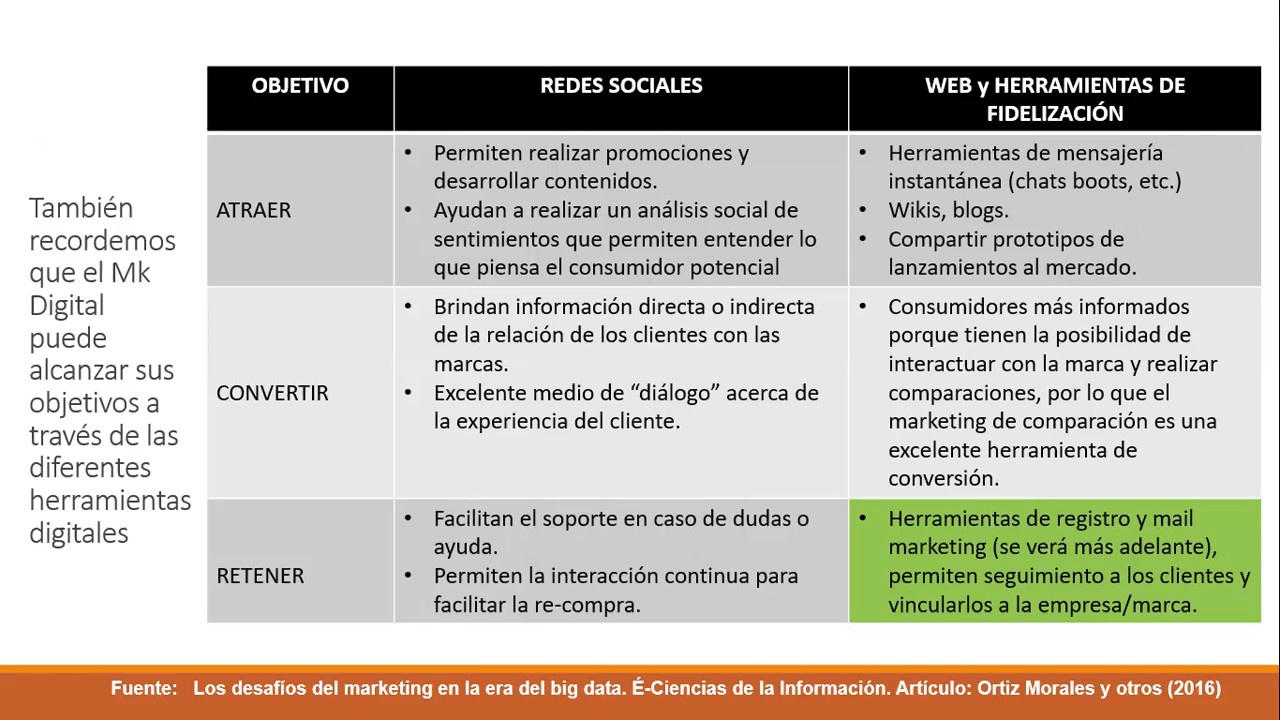 También
recordemos
que el Mk
Digital
puede
alcanzar sus
objetivos a
través de las
diferentes
herramientas
digitales
OBJETIVO
REDES SOCIALES
WEB y HERRAMIENTAS DE
FIDELIZACIÓN
ATRAER
• Permiten realizar promociones y
desarrollar contenidos.
• Ayudan a realizar un análisis social de
sentimientos que permiten entender lo
que piensa el consumidor potencial
• Herramientas de mensajería
instantánea (chats boots, etc.)
• Wikis, blogs.
• Compartir prototipos de
lanzamientos al mercado.
CONVERTIR
• Brindan información directa o indirecta
de la relación de los clientes con las
marcas.
• Excelente medio de “diálogo” acerca de
la experiencia del cliente.
• Consumidores más informados
porque tienen la posibilidad de
interactuar con la marca y realizar
comparaciones, por lo que el
marketing de comparación es una
excelente herramienta de
conversión.
RETENER
• Facilitan el soporte en caso de dudas o
ayuda.
• Permiten la interacción continua para
facilitar la re-compra.
• Herramientas de registro y mail
marketing (se verá más adelante),
permiten seguimiento a los clientes y
vincularlos a la empresa/marca.
Fuente: Los desafíos del marketing en la era del big data. É-Ciencias de la Información. Artículo: Ortiz Morales y otros (2016)